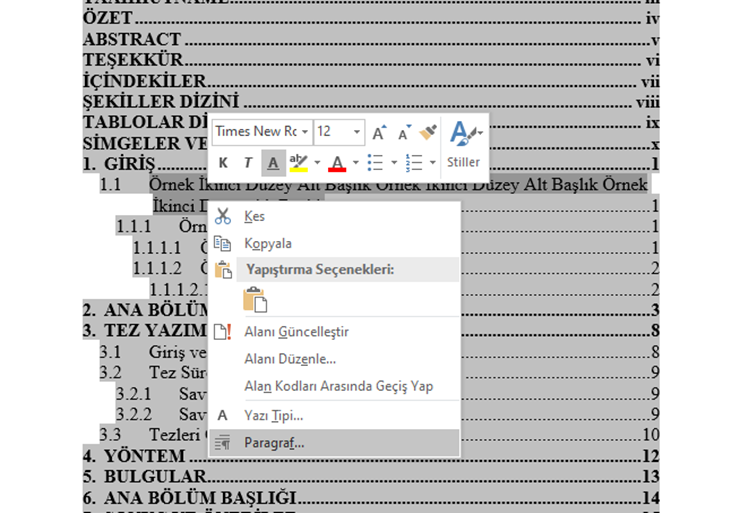 ÖZET iv
ABSTRACT v
TEŞEKKÜR vi
İÇİNDEKİLER vii
ŞEKİLLER DİZİNİ viii
TABLOLAR Dİ ix
SİMGELER VE x
1. GİRİŞ 1
1.1 Örnek İkinci Düzey Alt Başlık Örnek İkinci Düzey Alt Başlık Örnek
İkinci 1
1.1.1 Örn 1
1.1.1.1 1
1.1.1.2 2
1.1.1.2. 2
2. ANA BÖLÜM 3
3. TEZ YAZIM 8
3.1 Giriş ve 8
3.2 Tez Sür 9
3.2.1 Sav 9
3.2.2 Sav 9
3.3 Tezleri 10
4. YÖNTEM 12
5. BULGULAR 13
6. ANA BÖLÜM BAŞLIĞI 14
Times New Rc 12 A A A
K T A ab A Stiller
Kes
Kopyala
Yapıştırma Seçenekleri:
Alanı Güncelleştir
Alanı Düzenle...
Alan Kodları Arasında Geçiş Yap
A Yazı Tipi...
Paragraf...